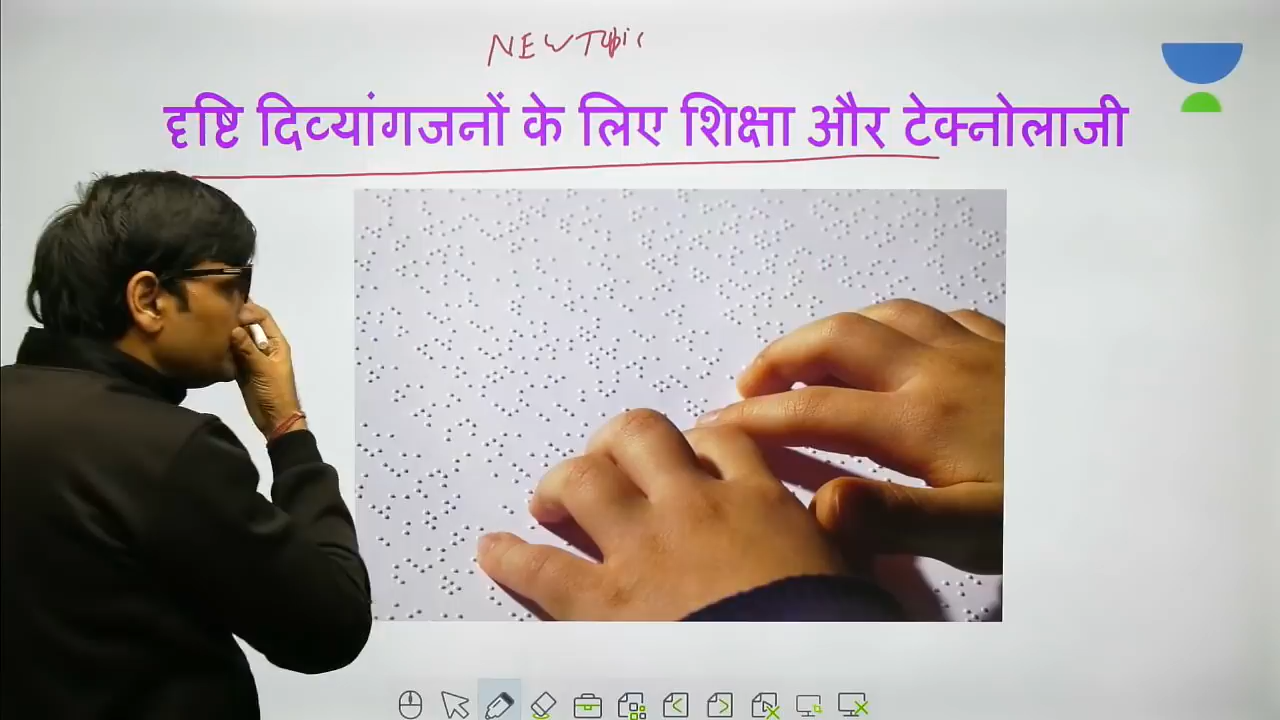 NEW Topic
दृष्टि दिव्यांगजनों के लिए शिक्षा और टेक्नोलाजी